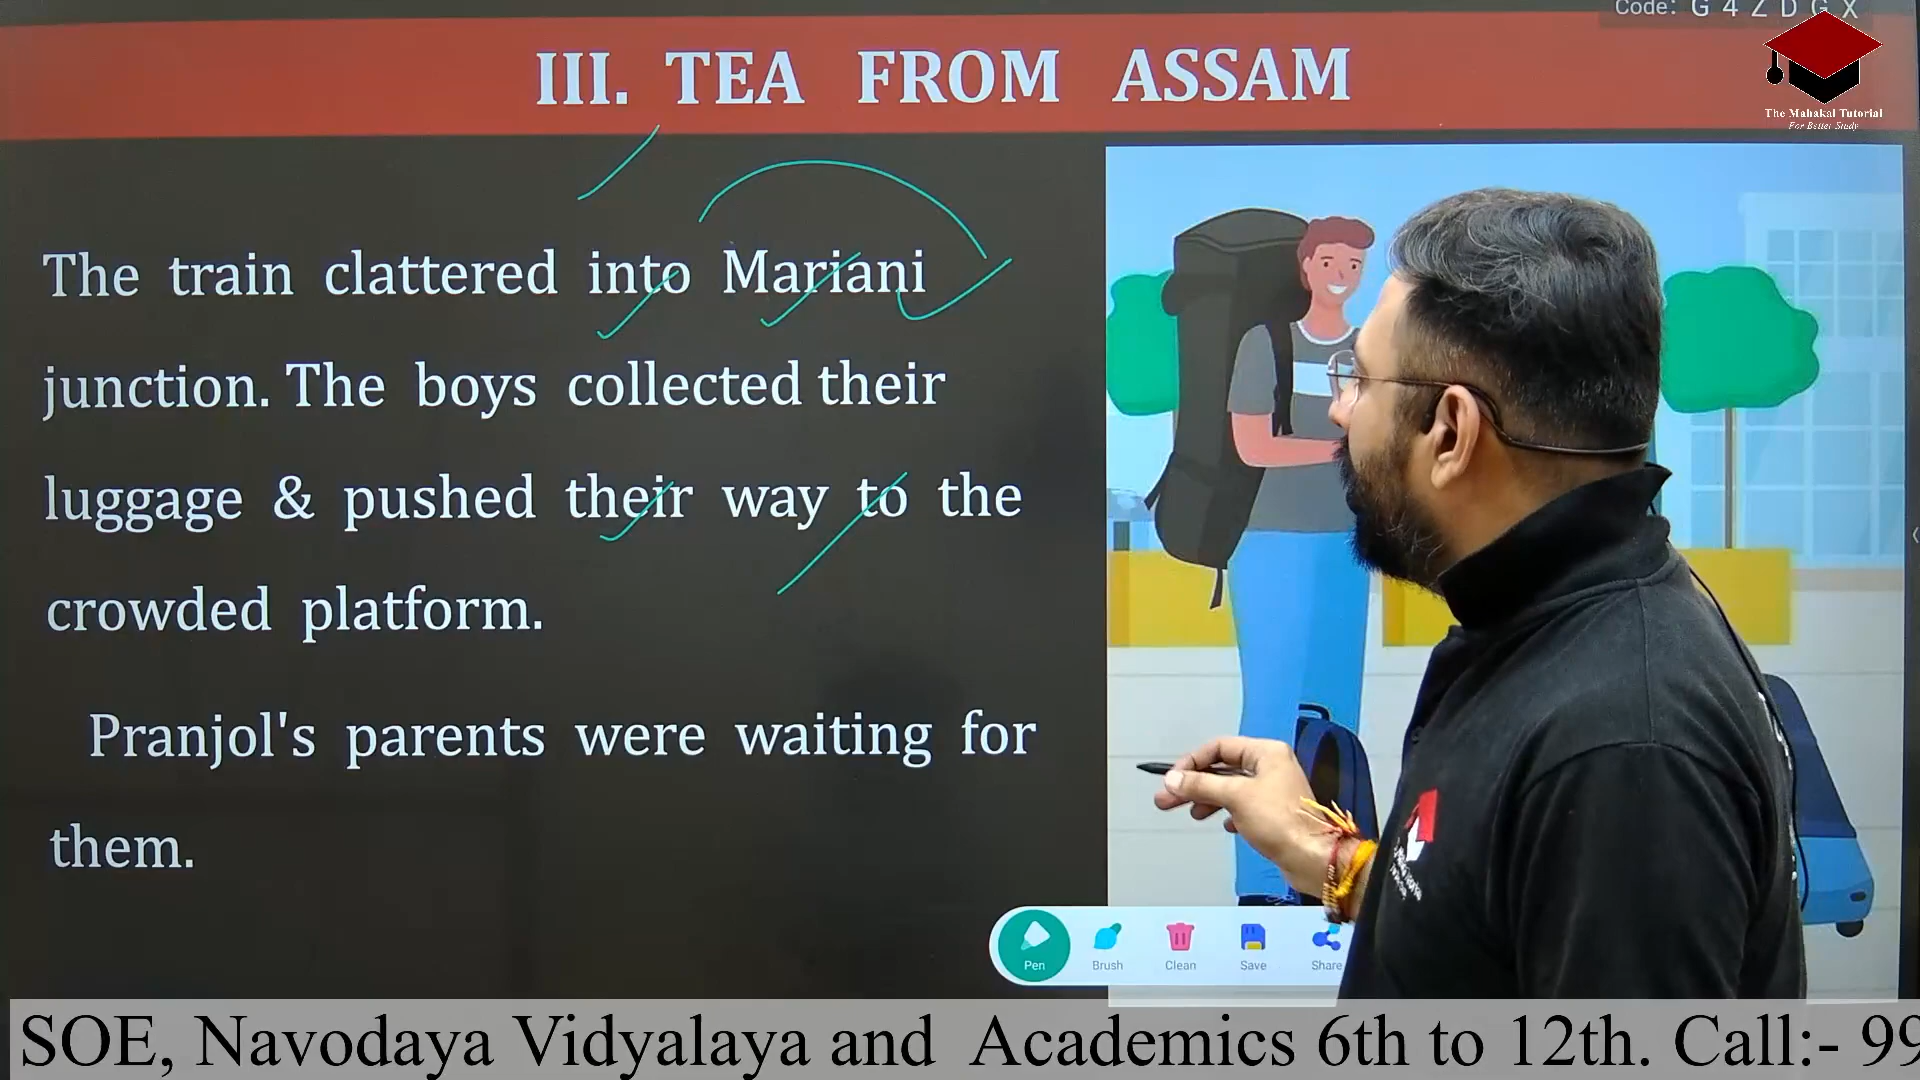 Code: G 4 Z D G X
III. TEA FROM ASSAM
The Mahakal Tutorial
For Better Study
The train clattered into Mariani
junction. The boys collected their
luggage & pushed their way to the
crowded platform.
Pranjol's parents were waiting for
them.
Pen Brush Clean Save Share
SOE, Navodaya Vidyalaya and Academics 6th to 12th. Call:- 99